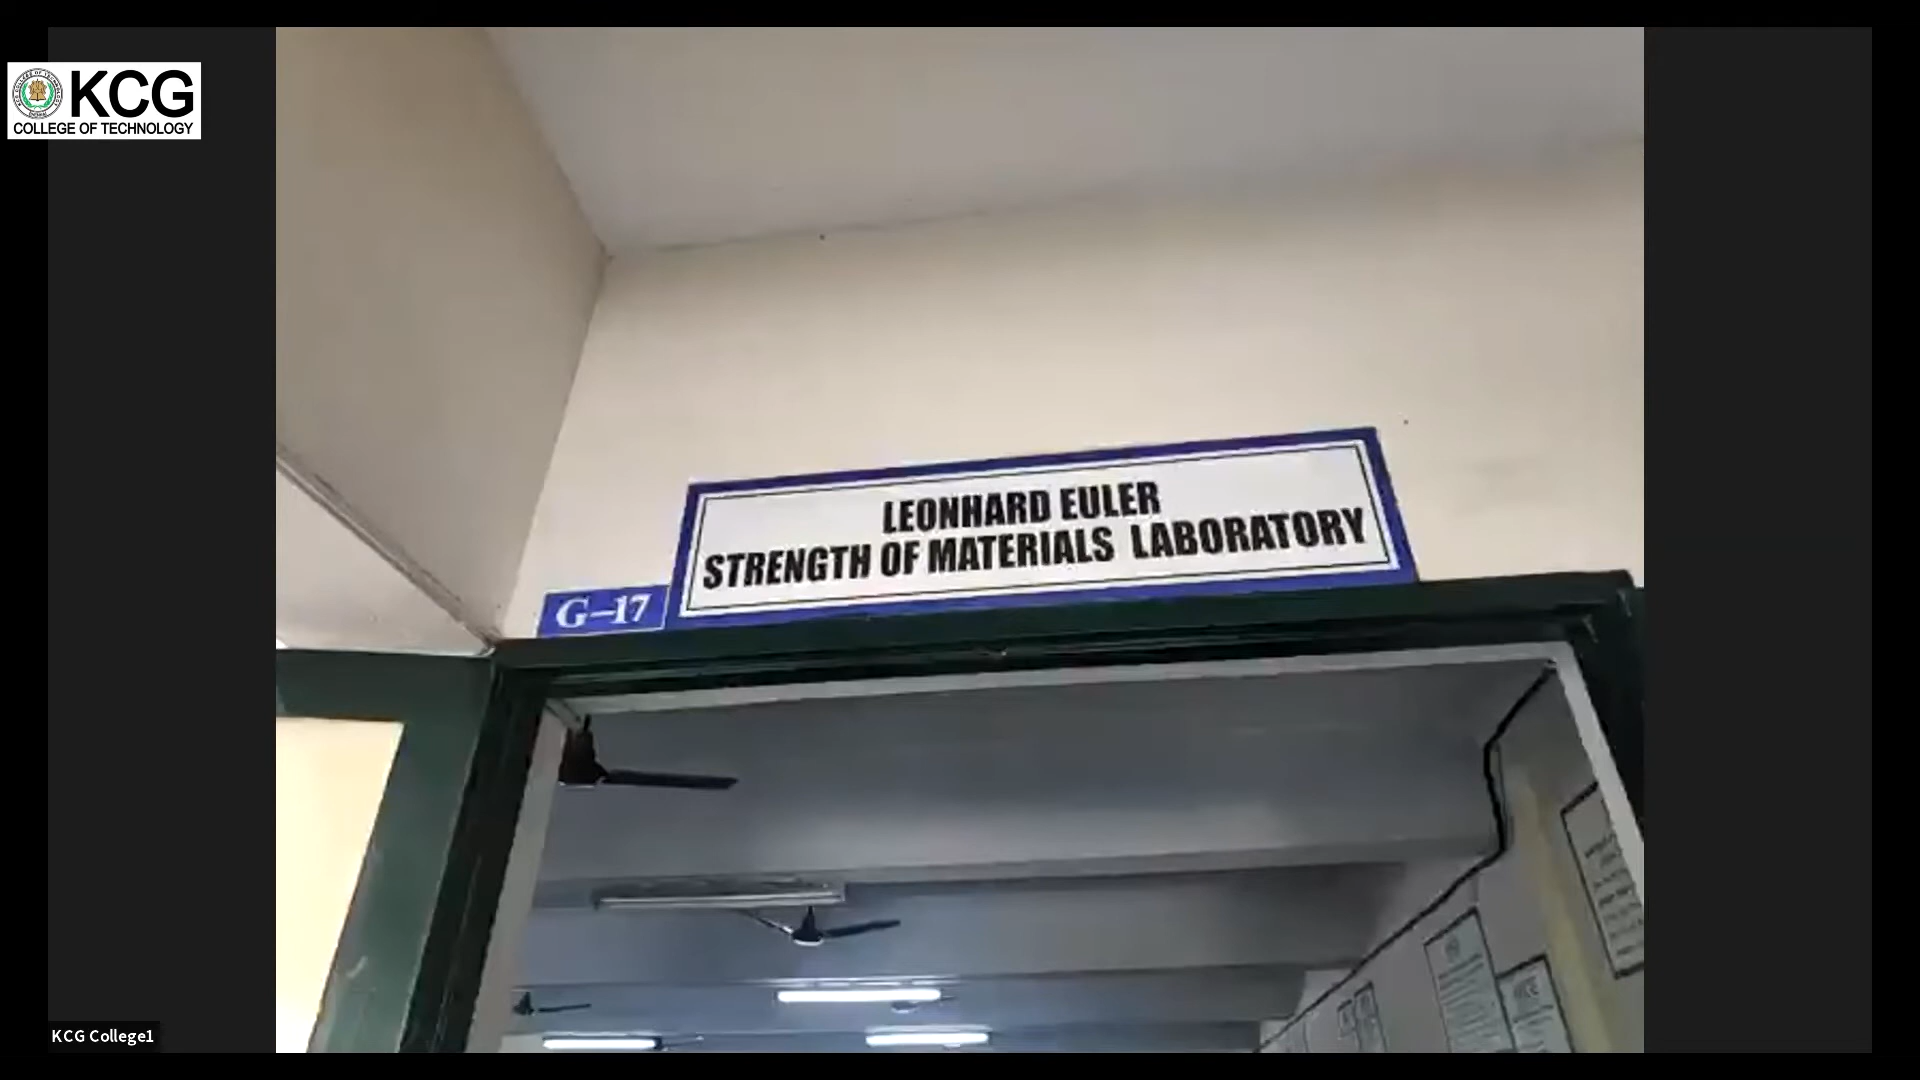 KCG
COLLEGE OF TECHNOLOGY
LEONHARD EULER
STRENGTH OF MATERIALS LABORATORY
G-17
KCG College1